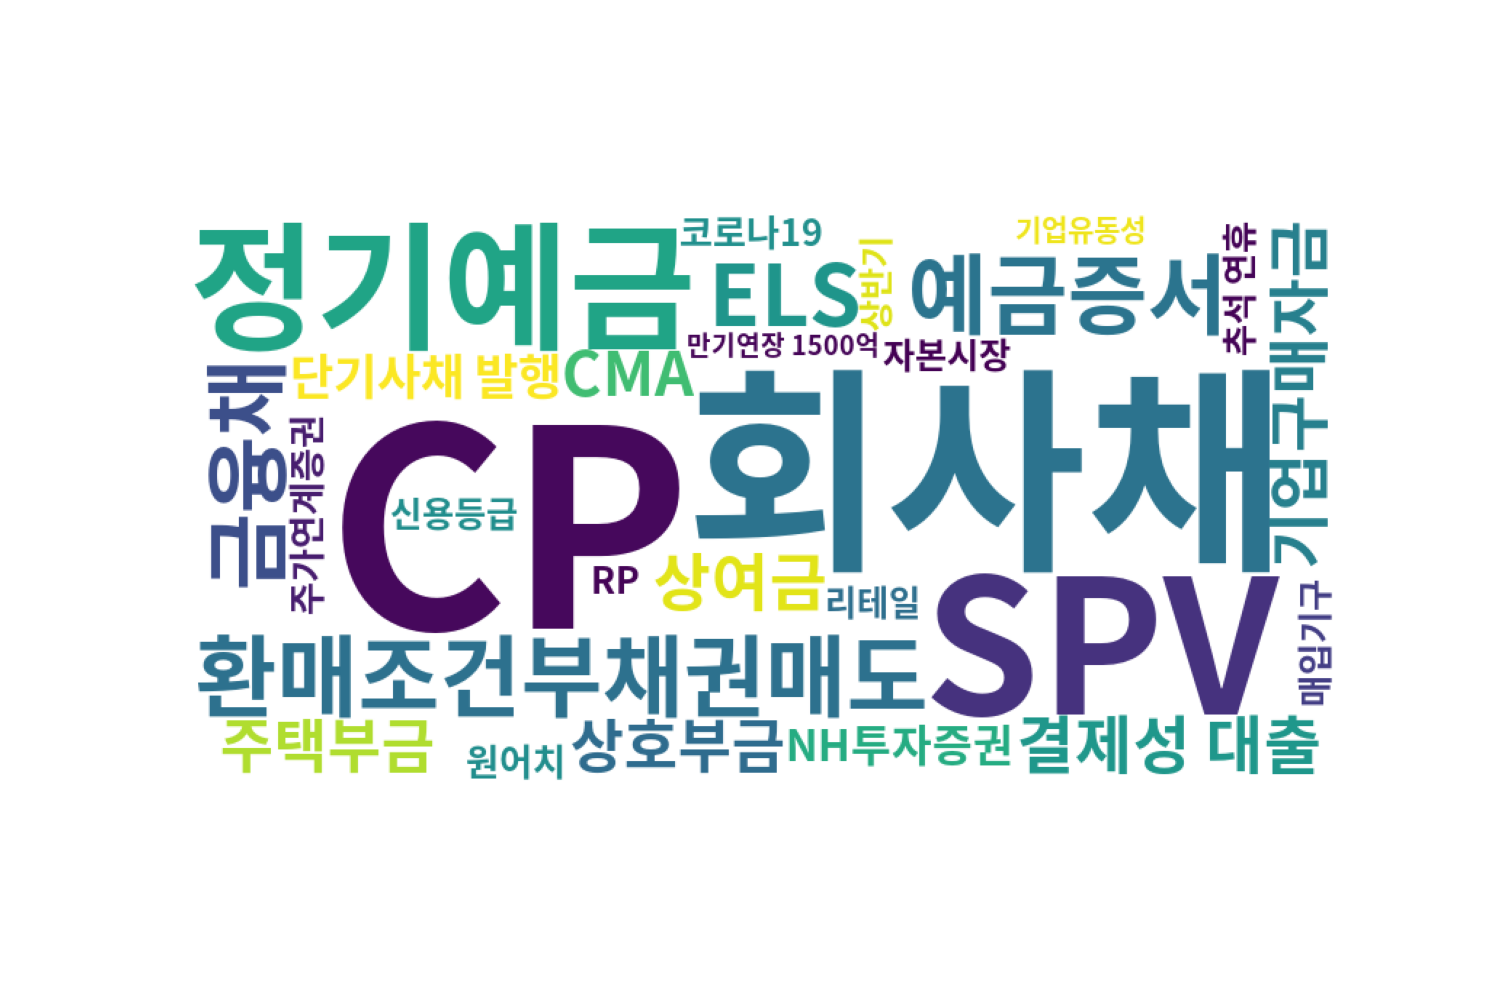 정기예금
코로나19
기업유동성
ELS
상반기
예금증서
추석 연휴
기업구매자금
만기연장 1500억
자본시장
단기사채 발행
CMA
금융채
주가연계증권
CP
회사채
신용등급
RP
상여금
리테일
SPV
매입기구
환매조건부채권매도
주택부금
원어치
상호부금
NH투자증권
결제성 대출